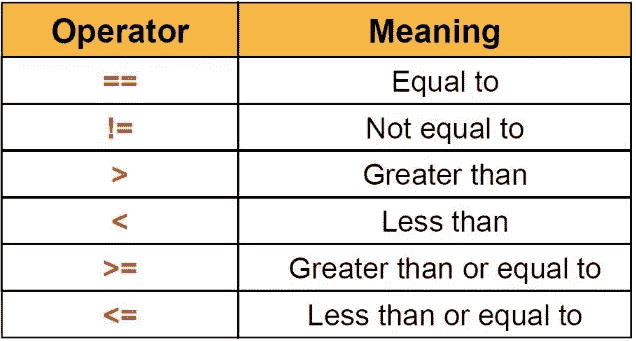 Operator Meaning
== Equal to
!= Not equal to
> Greater than
< Less than
>= Greater than or equal to
<= Less than or equal to